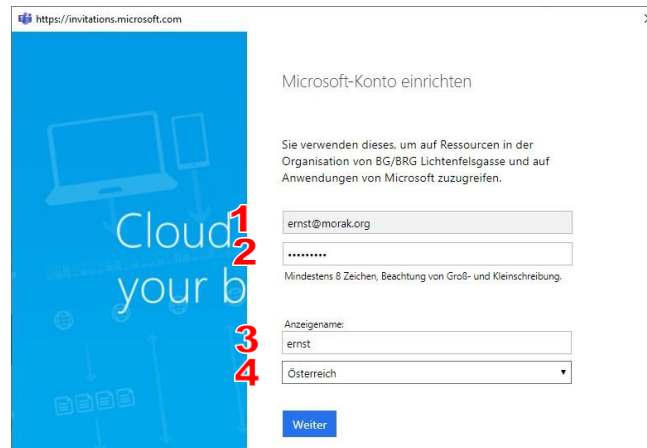 https://invitations.microsoft.com
Microsoft-Konto einrichten
Sie verwenden dieses, um auf Ressourcen in der
Organisation von BG/BRG Lichtenfelsgasse und auf
Anwendungen von Microsoft zuzugreifen.
Cloud
your b
1
ernst@morak.org
2
•••••••••
Mindestens 8 Zeichen, Beachtung von Groß- und Kleinschreibung.
Anzeigename:
3
ernst
4
Österreich
Weiter